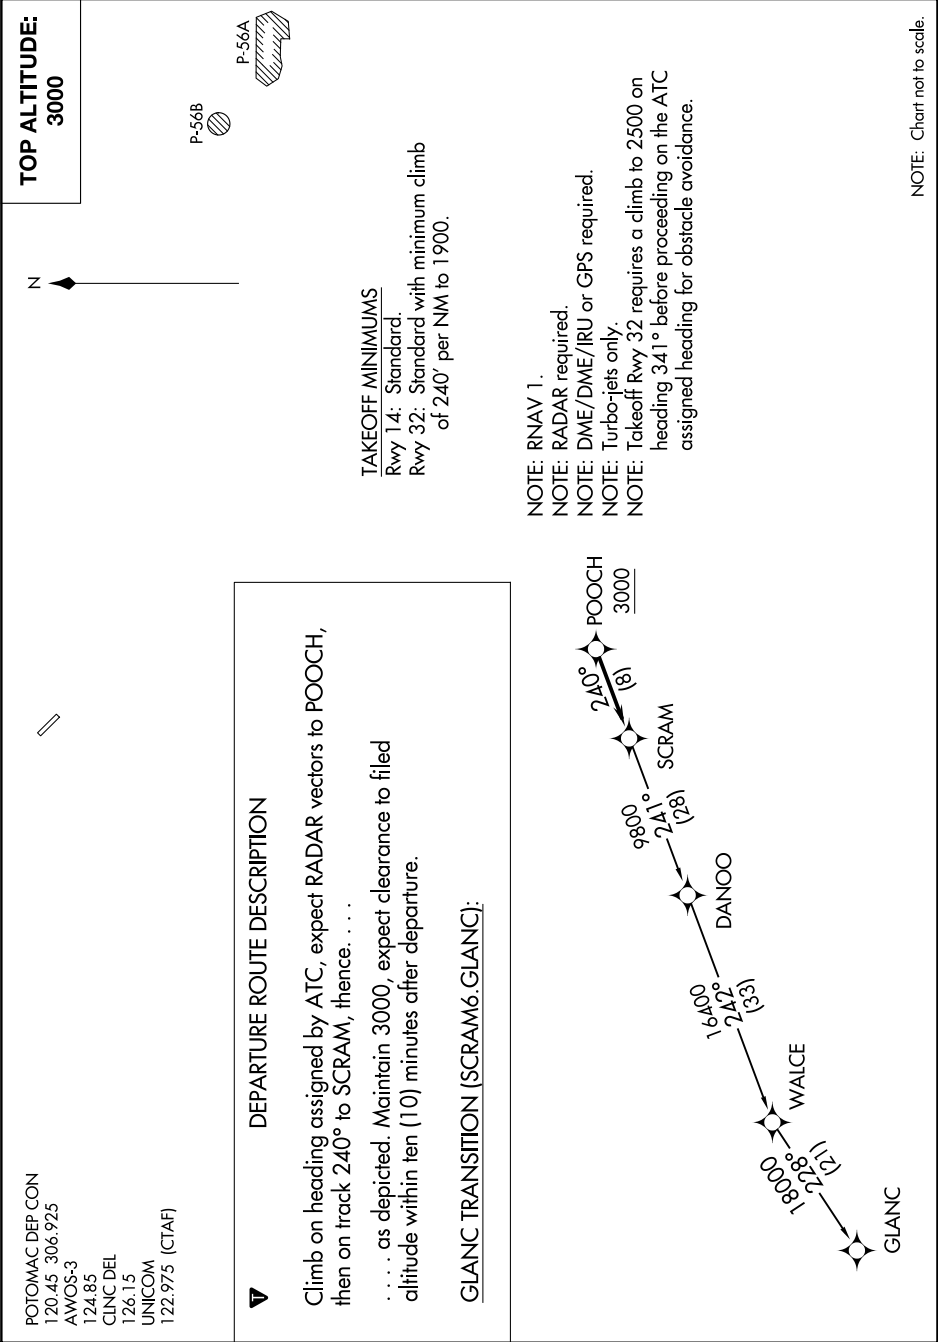 POTOMAC DEP CON
120.45 306.925
AWOS-3
124.85
CLNC DEL
126.15
UNICOM
122.975 (CTAF)
N
TOP ALTITUDE:
3000
P-56B
P-56A
T
DEPARTURE ROUTE DESCRIPTION
Climb on heading assigned by ATC, expect RADAR vectors to POOCH,
then on track 240° to SCRAM, thence. . . .
. . . . as depicted. Maintain 3000, expect clearance to filed
altitude within ten (10) minutes after departure.
GLANC TRANSITION (SCRAM6.GLANC):
TAKEOFF MINIMUMS
Rwy 14: Standard.
Rwy 32: Standard with minimum climb
of 240' per NM to 1900.
NOTE: RNAV 1.
NOTE: RADAR required.
NOTE: DME/DME/IRU or GPS required.
NOTE: Turbo-jets only.
NOTE: Takeoff Rwy 32 requires a climb to 2500 on
heading 341° before proceeding on the ATC
assigned heading for obstacle avoidance.
POOCH
3000
240°
(8)
SCRAM
9800
241°
(28)
DANOO
16400
242°
(33)
WALCE
18000
228°
(21)
GLANC
NOTE: Chart not to scale.